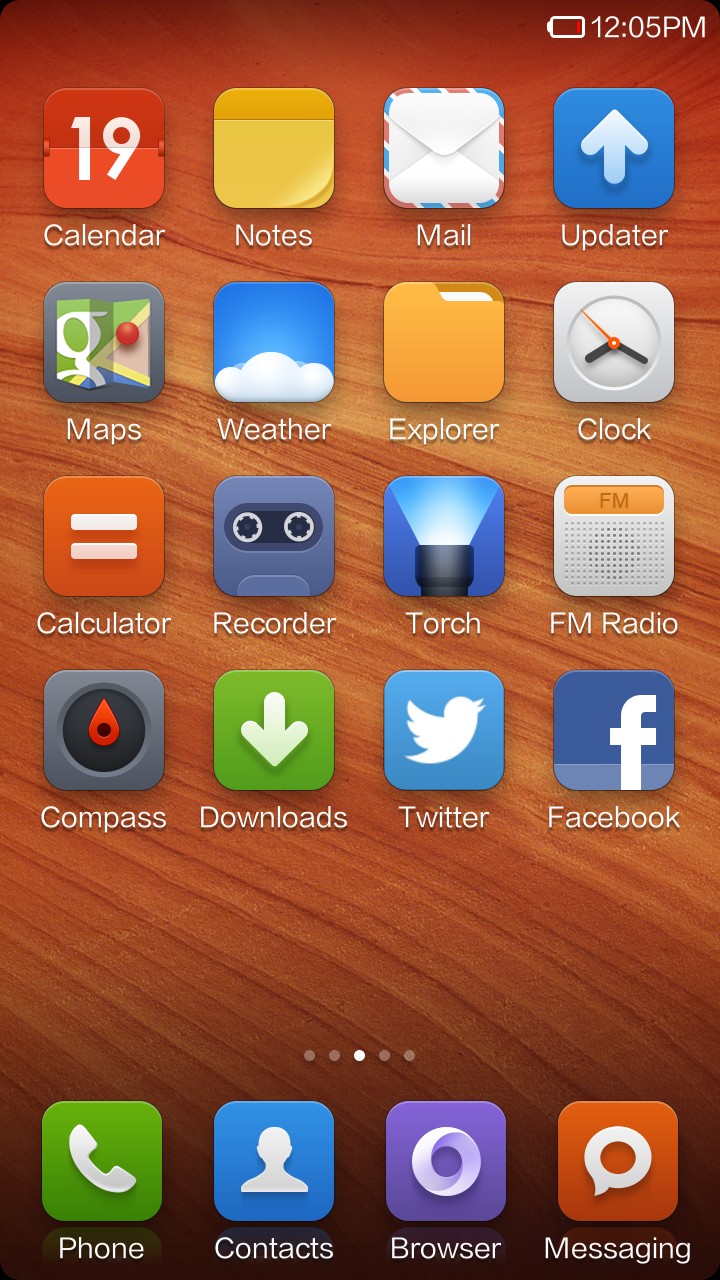 12:05PM
19
Calendar Notes Mail Updater
Maps Weather Explorer Clock
FM
Calculator Recorder Torch FM Radio
Compass Downloads Twitter Facebook
Phone Contacts Browser Messaging